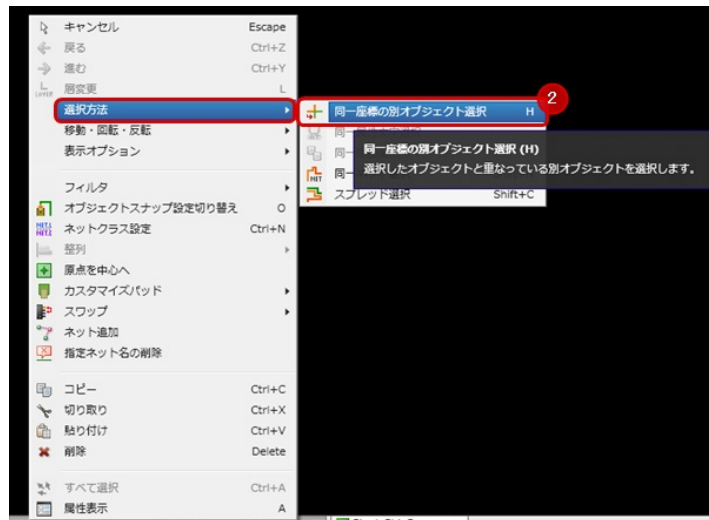 キャンセル Escape
戻る Ctrl+Z
進む Ctrl+Y
層変更 L
選択方法
移動・回転・反転
表示オプション
フィルタ
オブジェクトスナップ設定切り替え O
ネットクラス設定 Ctrl+N
整列
原点を中心へ
カスタマイズパッド
スワップ
ネット追加
指定ネット名の削除
コピー Ctrl+C
切り取り Ctrl+X
貼り付け Ctrl+V
削除 Delete
すべて選択 Ctrl+A
属性表示 A
2
同一座標の別オブジェクト選択 H
同一
同一
同一
スプレッド選択 Shift+C
同一座標の別オブジェクト選択 (H)
選択したオブジェクトと重なっている別オブジェクトを選択します。